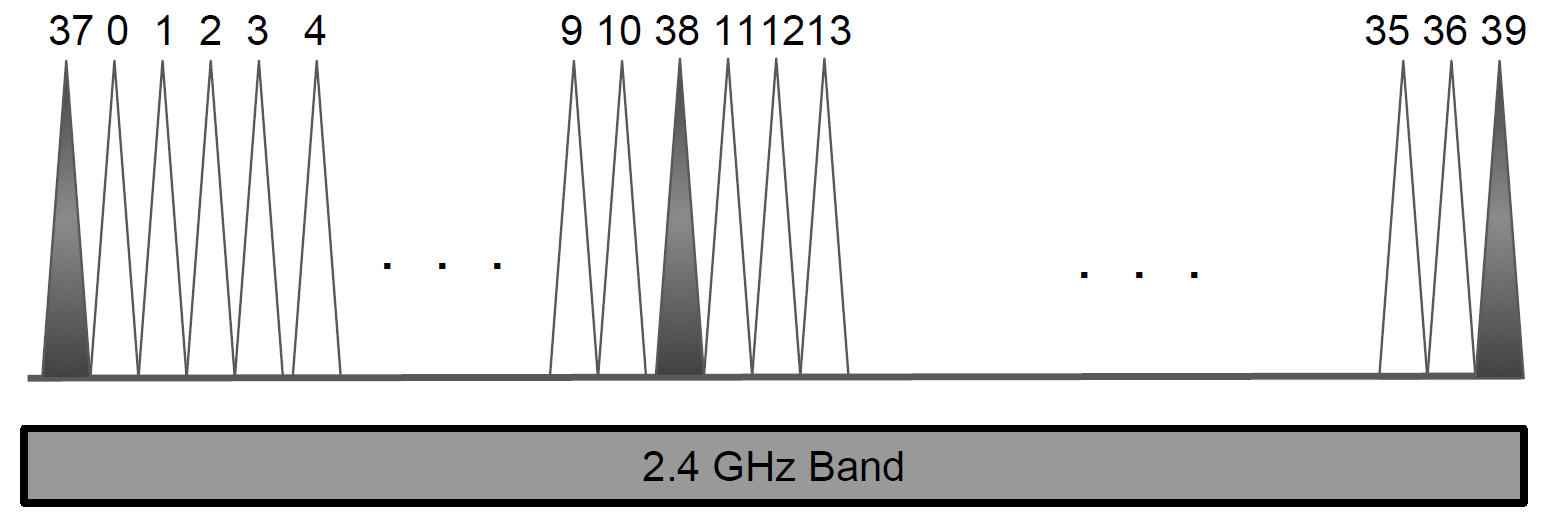 37 0 1 2 3 4 9 10 38 11 12 13 35 36 39
. . . . . .
2.4 GHz Band